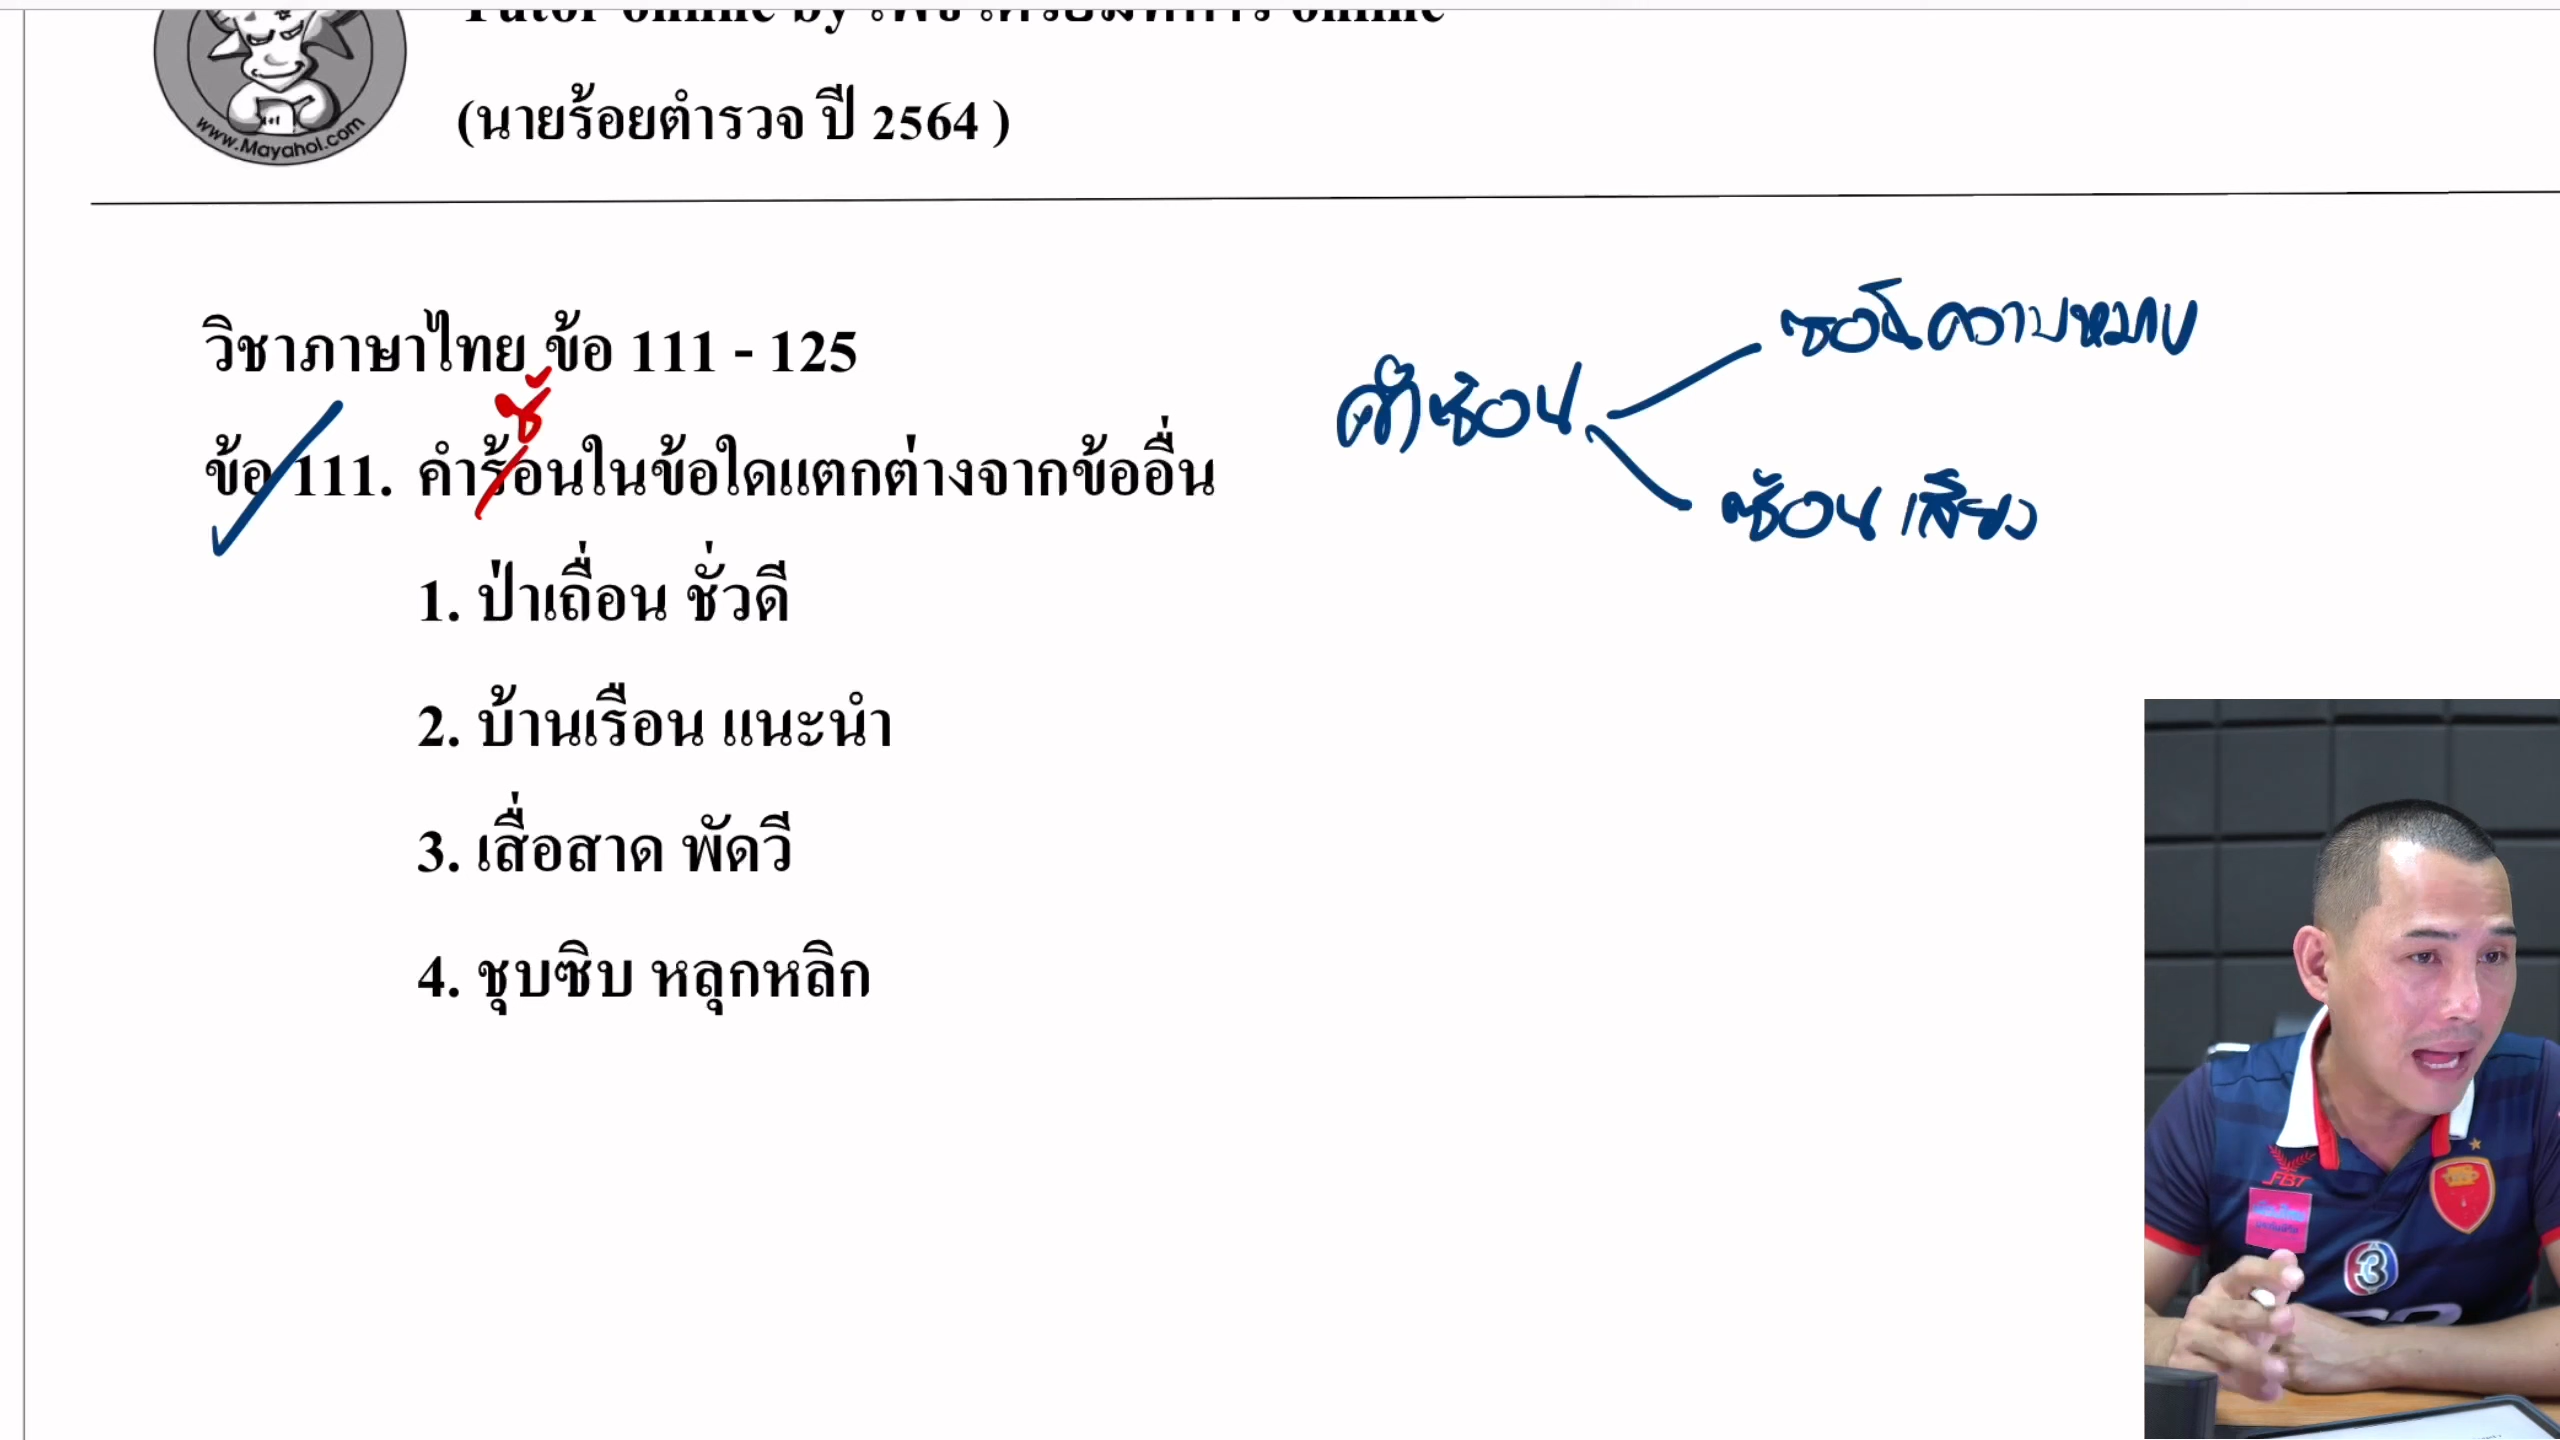 Tutor online by
www.Mayahol.com
(นายร้อยตำรวจ ปี 2564 )
วิชาภาษาไทย ข้อ 111 - 125
ซ้
ข้อ 111. คำร้อนในข้อใดแตกต่างจากข้ออื่น
1. ป่าเถื่อน ชั่วดี
2. บ้านเรือน แนะนำ
3. เสื่อสาด พัดวี
4. ชุบซิบ หลุกหลิก
คำซ้อน
ซ้อนความหมาย
ซ้อนเสียง
FBT
3